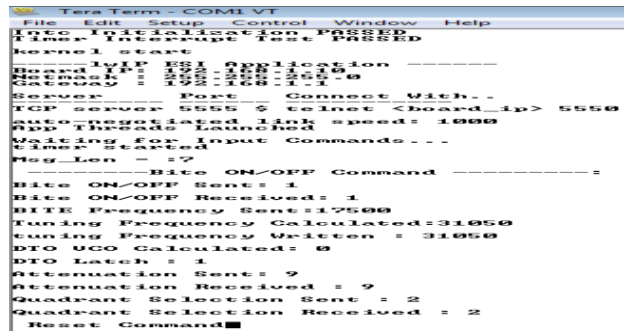 Tera Term - COM1 VT
File Edit Setup Control Window Help
Intc Initialization PASSED
Timer Interrupt Test PASSED
kernel start
------lwIP ESI Application ------
Board IP: 192.168.1.10
Netmask : 255.255.255.0
Gateway : 192.168.1.1
Server Port Connect With..
TCP server 5555 $ telnet <board_ip> 5550
auto-negotiated link speed: 1000
App Threads Launched
Waiting for Input Commands...
timer started
Msg_Len = :7
---------Bite ON/OFF Command ----------:
Bite ON/OFF Sent: 1
Bite ON/OFF Received: 1
BITE Frequency Sent:17500
Tuning Frequency Calculated:31050
tuning Frequency Written : 31050
DTO VCO Calculated: 0
DTO Latch : 1
Attenuation Sent: 9
Attenuation Received : 9
Quadrant Selection Sent : 2
Quadrant Selection Received : 2
Reset Command